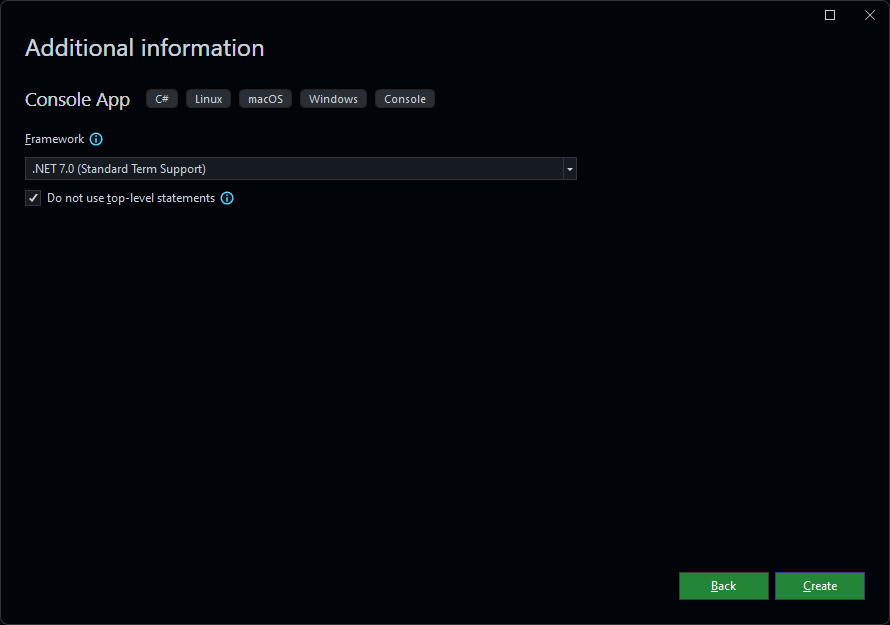 Additional information
Console App C# Linux macOS Windows Console
Framework
.NET 7.0 (Standard Term Support)
Do not use top-level statements
Back Create